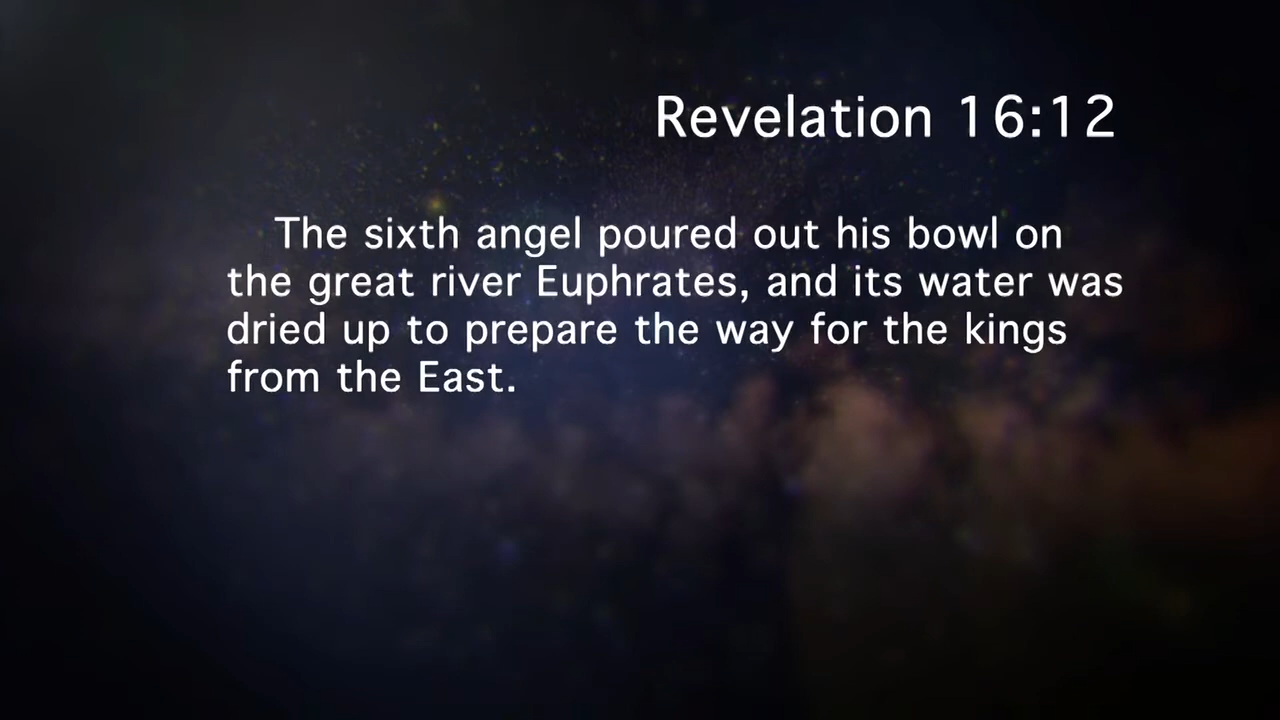 Revelation 16:12
The sixth angel poured out his bowl on
the great river Euphrates, and its water was
dried up to prepare the way for the kings
from the East.